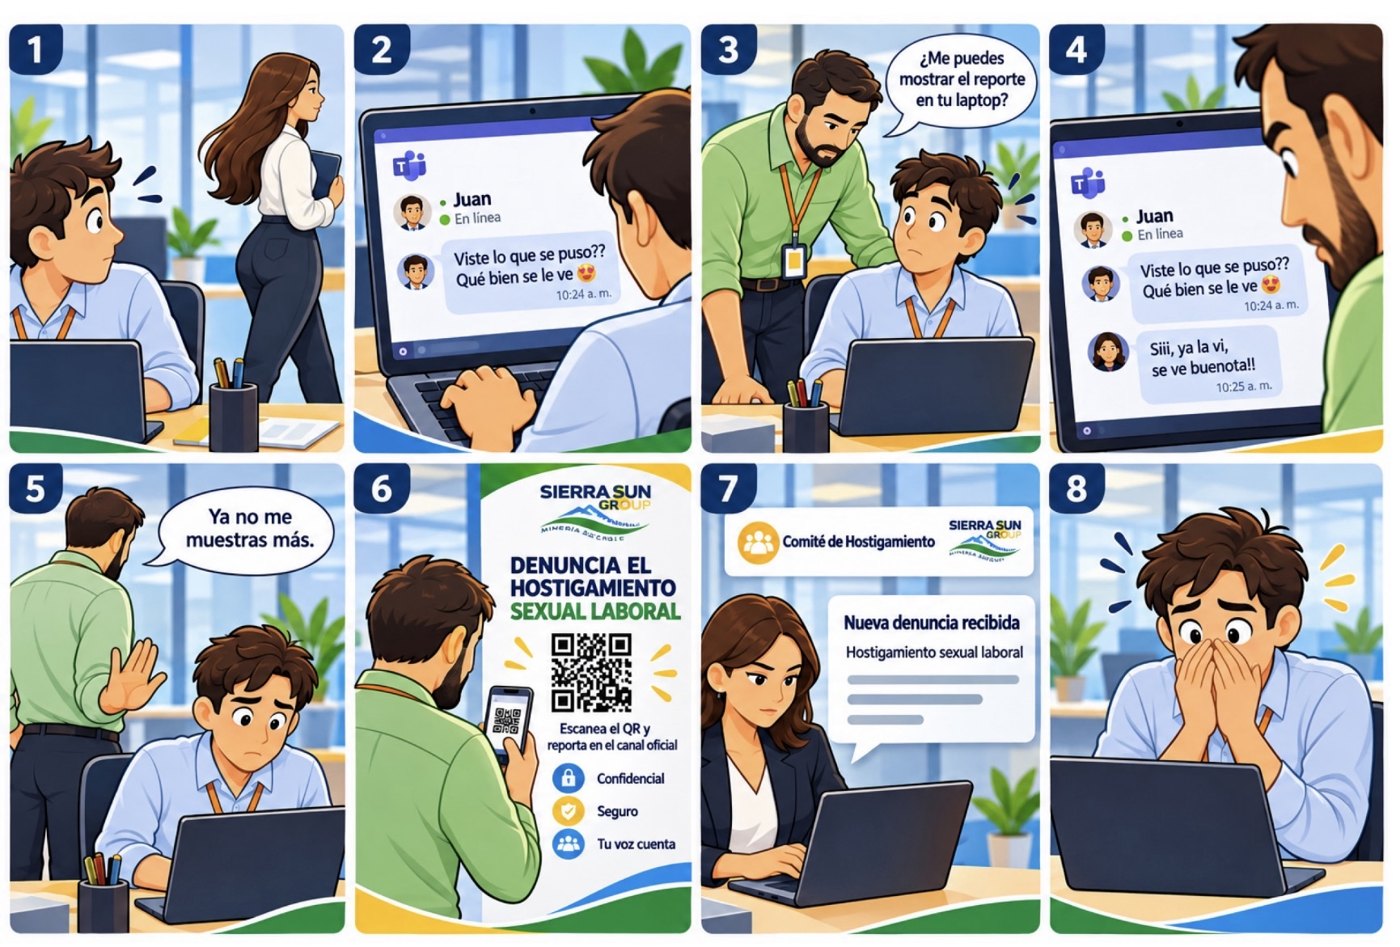 1
2
Juan
En línea
Viste lo que se puso??
Qué bien se le ve 😍
10:24 a. m.
3
¿Me puedes
mostrar el reporte
en tu laptop?
4
Juan
En línea
Viste lo que se puso??
Qué bien se le ve 😍
10:24 a. m.
Siii, ya la vi,
se ve buenota!!
10:25 a. m.
5
Ya no me
muestras más.
6
SIERRA SUN
GROUP
DENUNCIA EL
HOSTIGAMIENTO
SEXUAL LABORAL
Escanea el QR y
reporta en el canal oficial
Confidencial
Seguro
Tu voz cuenta
7
Comité de Hostigamiento
SIERRA SUN
GROUP
Nueva denuncia recibida
Hostigamiento sexual laboral
8